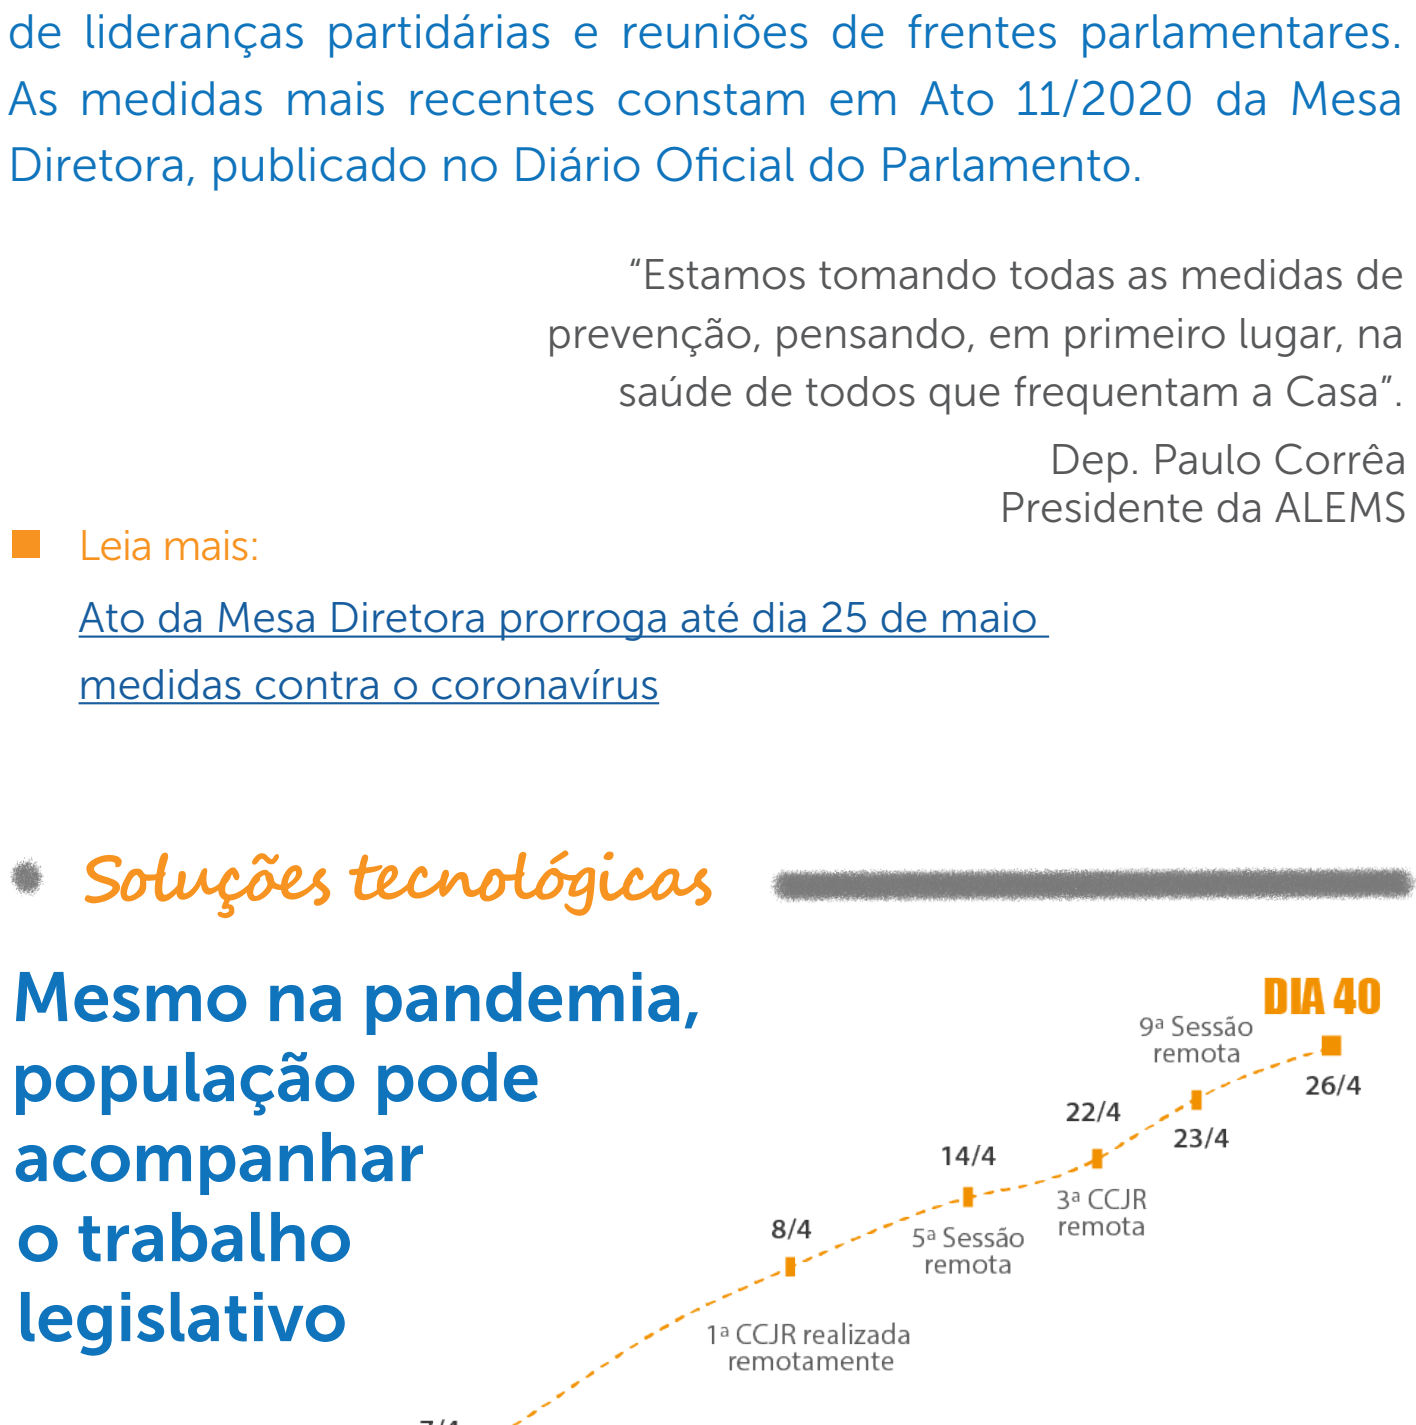 de lideranças partidárias e reuniões de frentes parlamentares.
As medidas mais recentes constam em Ato 11/2020 da Mesa
Diretora, publicado no Diário Oficial do Parlamento.
“Estamos tomando todas as medidas de
prevenção, pensando, em primeiro lugar, na
saúde de todos que frequentam a Casa”.
Dep. Paulo Corrêa
Presidente da ALEMS
Leia mais:
Ato da Mesa Diretora prorroga até dia 25 de maio
medidas contra o coronavírus
Soluções tecnológicas
Mesmo na pandemia,
população pode
acompanhar
o trabalho
legislativo
DIA 40
9ª Sessão
remota
26/4
22/4
23/4
14/4
3ª CCJR
remota
8/4
5ª Sessão
remota
1ª CCJR realizada
remotamente